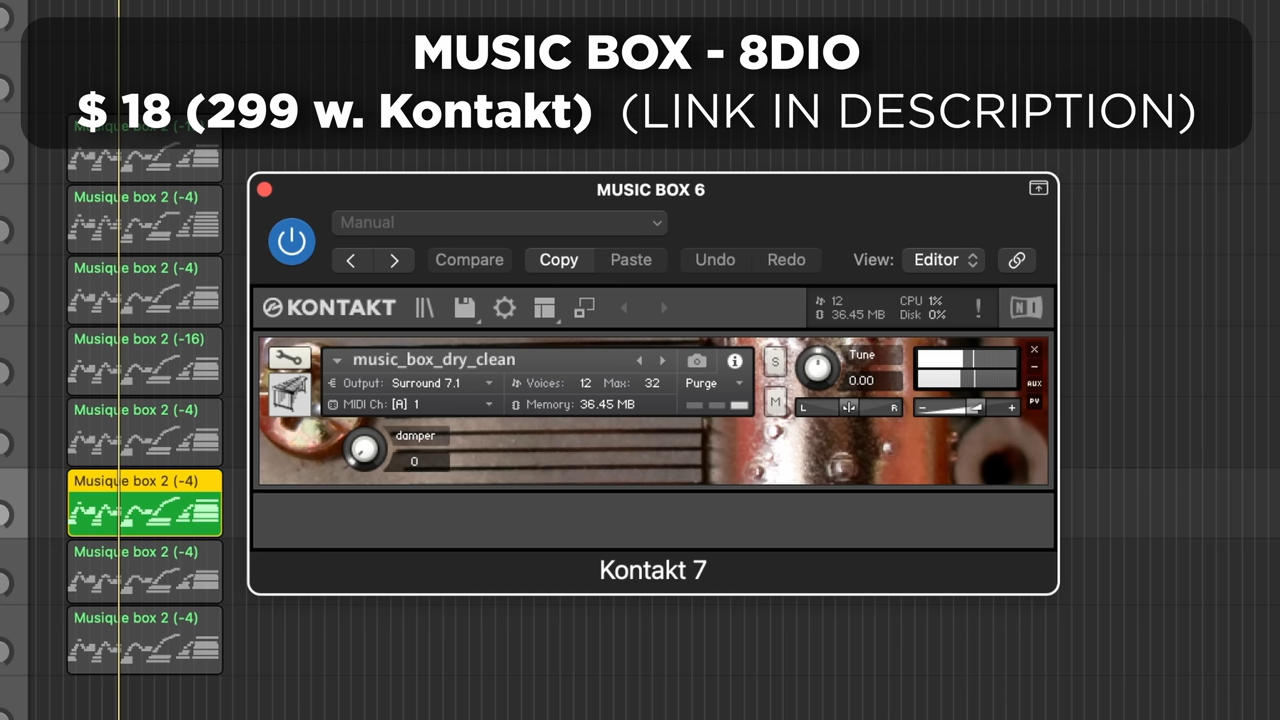 MUSIC BOX - 8DIO
$ 18 (299 w. Kontakt) (LINK IN DESCRIPTION)
Musique box 2 (-4)
Musique box 2 (-4)
Musique box 2 (-16)
Musique box 2 (-4)
Musique box 2 (-4)
Musique box 2 (-4)
Musique box 2 (-4)
MUSIC BOX 6
Manual
Compare Copy Paste Undo Redo View: Editor
KONTAKT
12 CPU 1%
36.45 MB Disk 0%
! NI
music_box_dry_clean
Output: Surround 7.1 Voices: 12 Max: 32 Purge
MIDI Ch: [A] 1 Memory: 36.45 MB
S
M
Tune
0.00
L R
- +
×
-
AUX
PV
damper
0
Kontakt 7